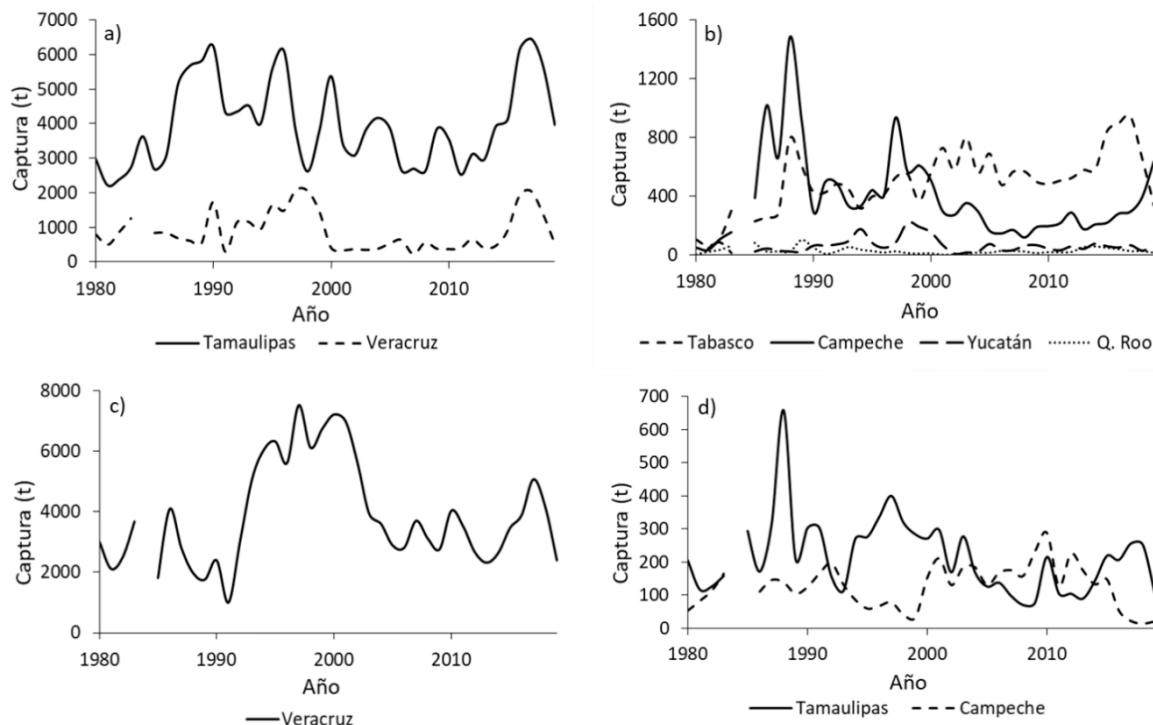 a)
Captura (t)
7000
6000
5000
4000
3000
2000
1000
0
1980 1990 2000 2010
Año
Tamaulipas Veracruz
b)
Captura (t)
1600
1200
800
400
0
1980 1990 2000 2010
Año
Tabasco Campeche Yucatán Q. Roo
c)
Captura (t)
8000
6000
4000
2000
0
1980 1990 2000 2010
Año
Veracruz
d)
Captura (t)
700
600
500
400
300
200
100
0
1980 1990 2000 2010
Año
Tamaulipas Campeche